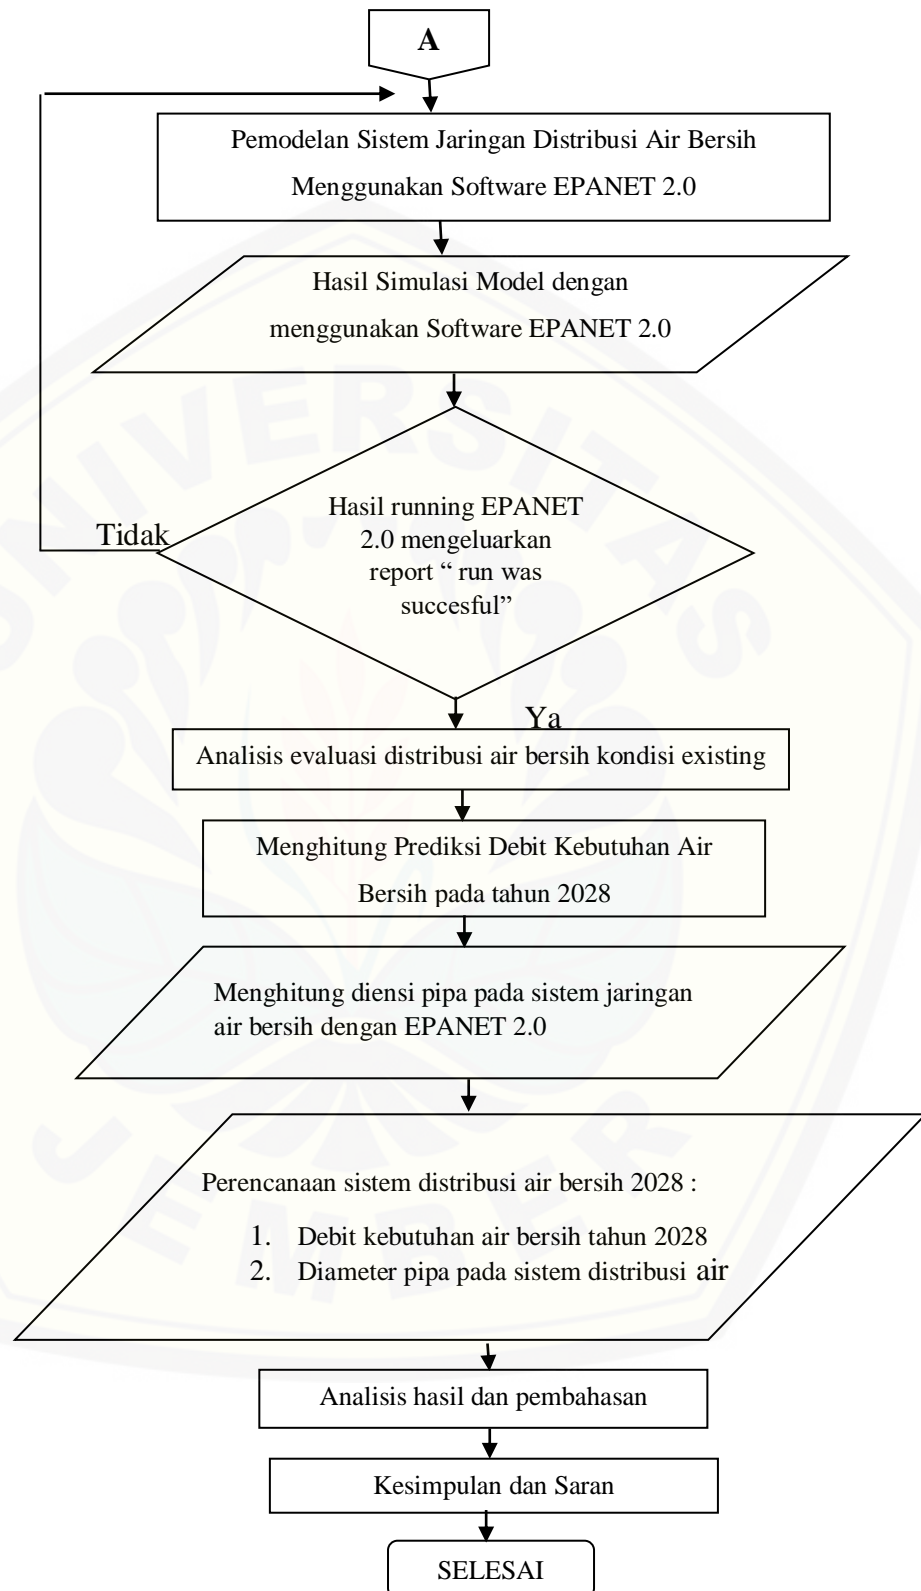 A
Pemodelan Sistem Jaringan Distribusi Air Bersih
Menggunakan Software EPANET 2.0
Hasil Simulasi Model dengan
menggunakan Software EPANET 2.0
Hasil running EPANET
2.0 mengeluarkan
report “ run was
succesful”
Tidak
Ya
Analisis evaluasi distribusi air bersih kondisi existing
Menghitung Prediksi Debit Kebutuhan Air
Bersih pada tahun 2028
Menghitung diensi pipa pada sistem jaringan
air bersih dengan EPANET 2.0
Perencanaan sistem distribusi air bersih 2028 :
1. Debit kebutuhan air bersih tahun 2028
2. Diameter pipa pada sistem distribusi air
Analisis hasil dan pembahasan
Kesimpulan dan Saran
SELESAI
UNIVERSITAS
JEMBER